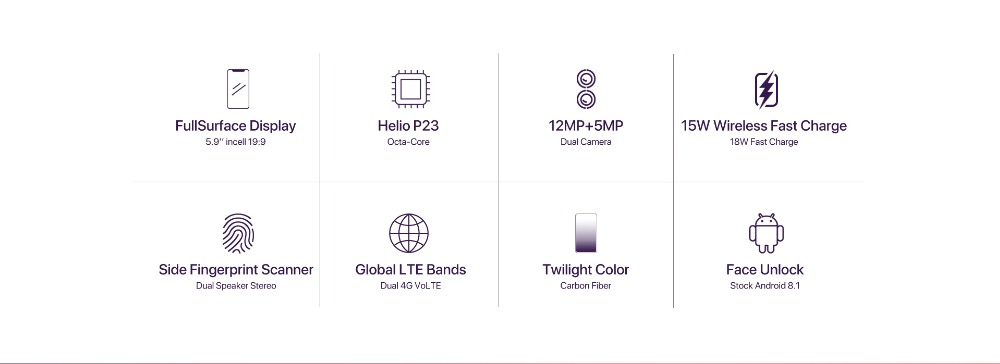 FullSurface Display
5.9'' incell 19:9
Helio P23
Octa-Core
12MP+5MP
Dual Camera
15W Wireless Fast Charge
18W Fast Charge
Side Fingerprint Scanner
Dual Speaker Stereo
Global LTE Bands
Dual 4G VoLTE
Twilight Color
Carbon Fiber
Face Unlock
Stock Android 8.1